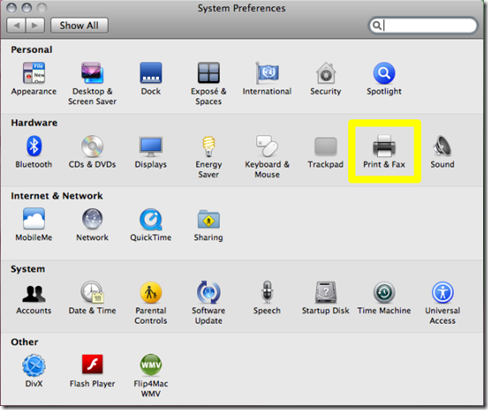 System Preferences
Show All
Personal
Appearance
Desktop &
Screen Saver
Dock
Exposé &
Spaces
International
Security
Spotlight
Hardware
Bluetooth
CDs & DVDs
Displays
Energy
Saver
Keyboard &
Mouse
Trackpad
Print & Fax
Sound
Internet & Network
MobileMe
Network
QuickTime
Sharing
System
Accounts
Date & Time
Parental
Controls
Software
Update
Speech
Startup Disk
Time Machine
Universal
Access
Other
DivX
Flash Player
WMV
Flip4Mac
WMV